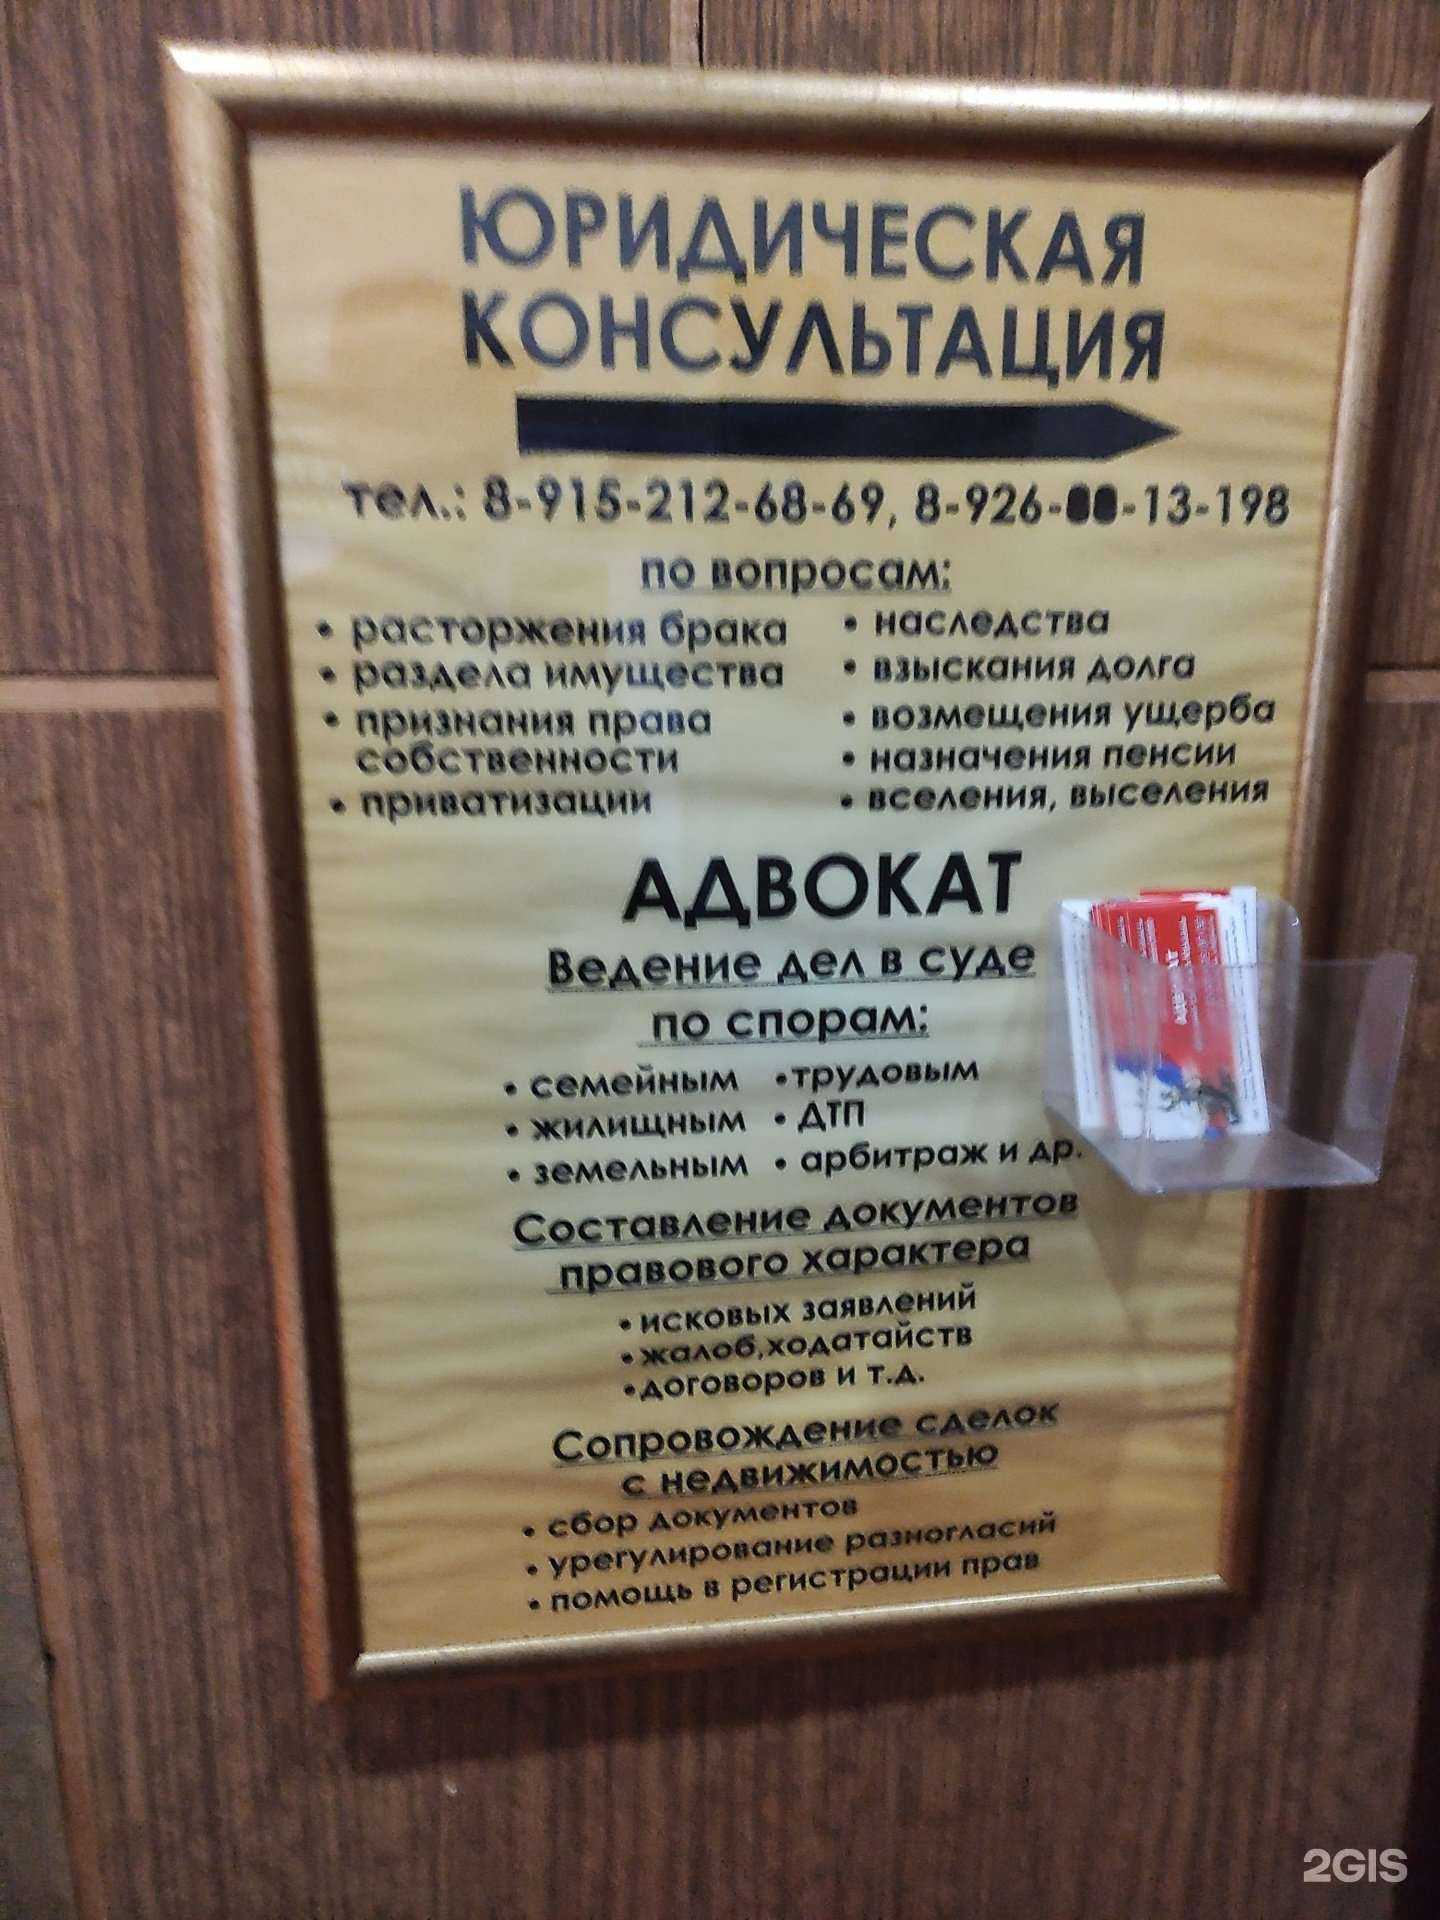 ЮРИДИЧЕСКАЯ
КОНСУЛЬТАЦИЯ
тел.: 8-915-212-68-69, 8-926-00-13-198
по вопросам:
• расторжения брака
• раздела имущества
• признания права
собственности
• приватизации
• наследства
• взыскания долга
• возмещения ущерба
• назначения пенсии
• вселения, выселения
АДВОКАТ
Ведение дел в суде
по спорам:
• семейным
• жилищным
• земельным
• трудовым
• ДТП
• арбитраж и др.
Составление документов
правового характера
• исковых заявлений
• жалоб,ходатайств
• договоров и т.д.
Сопровождение сделок
с недвижимостью
• сбор документов
• урегулирование разногласий
• помощь в регистрации прав
2GIS